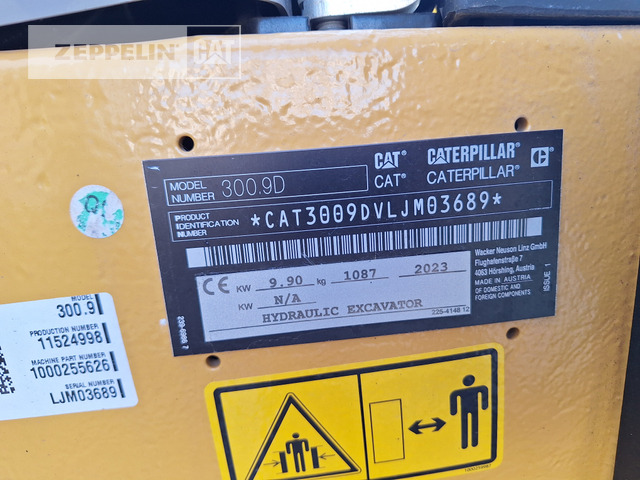 ZEPPELIN CAT
CAT® CATERPILLAR®
CAT® CATERPILLAR®
MODEL NUMBER 300.9D
PRODUCT IDENTIFICATION NUMBER *CAT3009DVLJM03689*
Wacker Neuson Linz GmbH
Flughafenstraße 7
4063 Hörsching, Austria
MADE IN AUSTRIA
OF DOMESTIC AND
FOREIGN COMPONENTS
ISSUE 1
CE KW 9.90 kg 1087 2023
KW N/A
HYDRAULIC EXCAVATOR
225-4148 12
MODEL
300.9
PRODUCTION NUMBER
11524998
MACHINE PART NUMBER
1000255626
SERIAL NUMBER
LJM03689